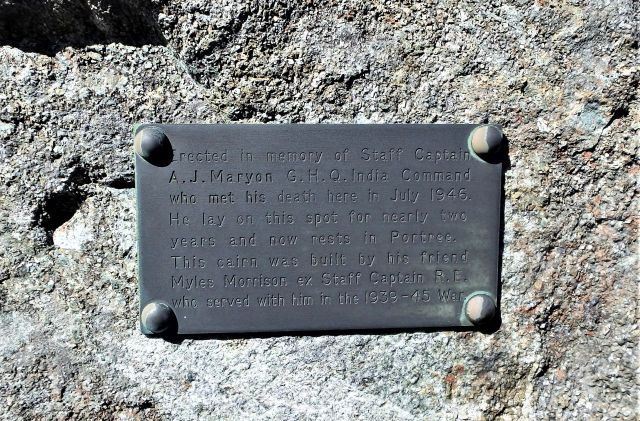 Erected in memory of Staff Captain
A.J. Maryon G.H.Q. India Command
who met his death here in July 1946.
He lay on this spot for nearly two
years and now rests in Portree.
This cairn was built by his friend
Myles Morrison ex Staff Captain R.E.
who served with him in the 1939-45 War.